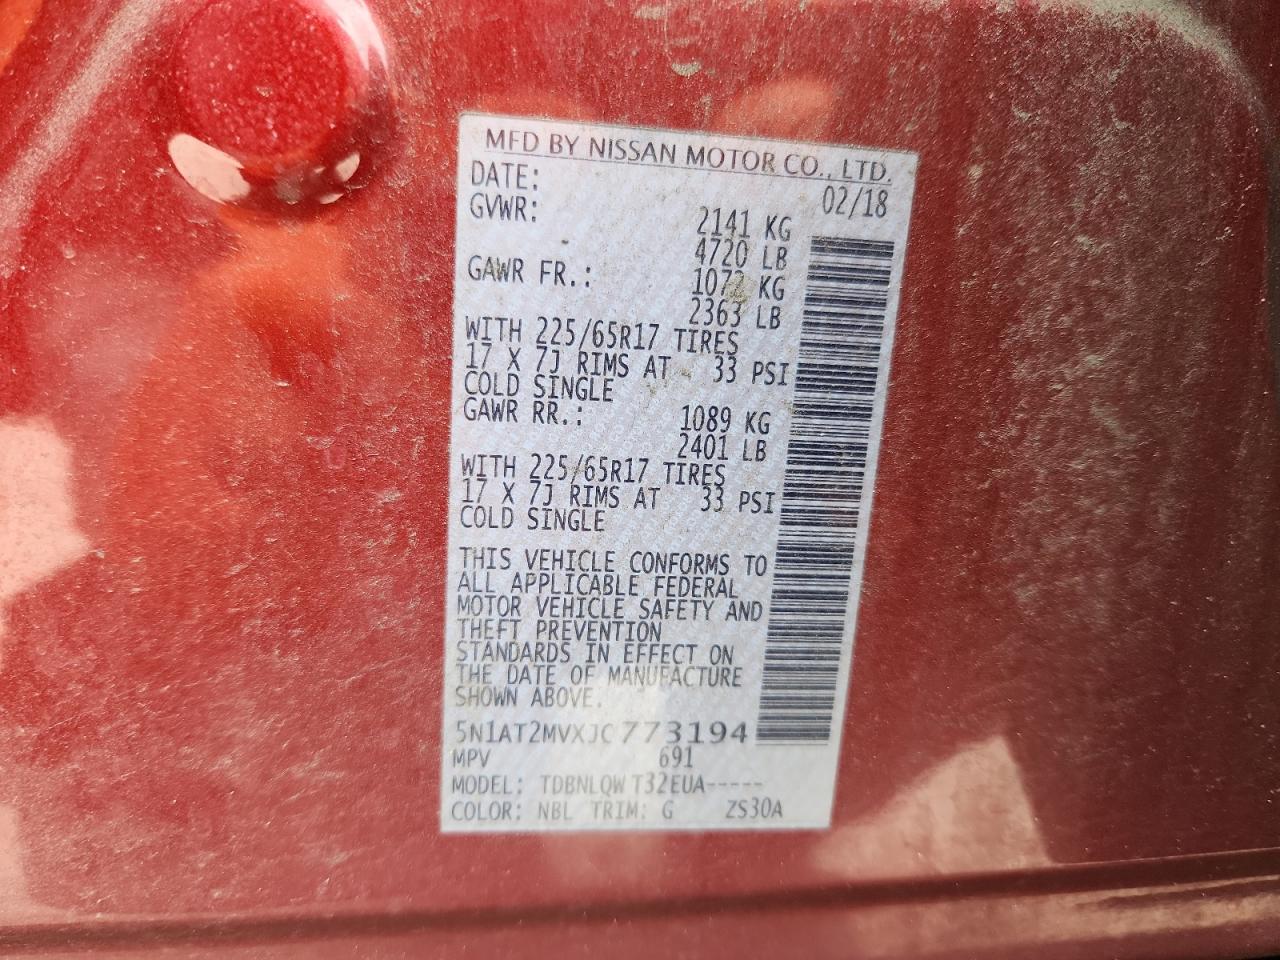 MFD BY NISSAN MOTOR CO., LTD.
DATE: 02/18
GVWR: 2141 KG
4720 LB
GAWR FR.: 1072 KG
2363 LB
WITH 225/65R17 TIRES
17 X 7J RIMS AT 33 PSI
COLD SINGLE
GAWR RR.: 1089 KG
2401 LB
WITH 225/65R17 TIRES
17 X 7J RIMS AT 33 PSI
COLD SINGLE
THIS VEHICLE CONFORMS TO
ALL APPLICABLE FEDERAL
MOTOR VEHICLE SAFETY AND
THEFT PREVENTION
STANDARDS IN EFFECT ON
THE DATE OF MANUFACTURE
SHOWN ABOVE.
5N1AT2MVXJC773194
MPV 691
MODEL: TDBNLQW T32EUA-----
COLOR: NBL TRIM: G ZS30A